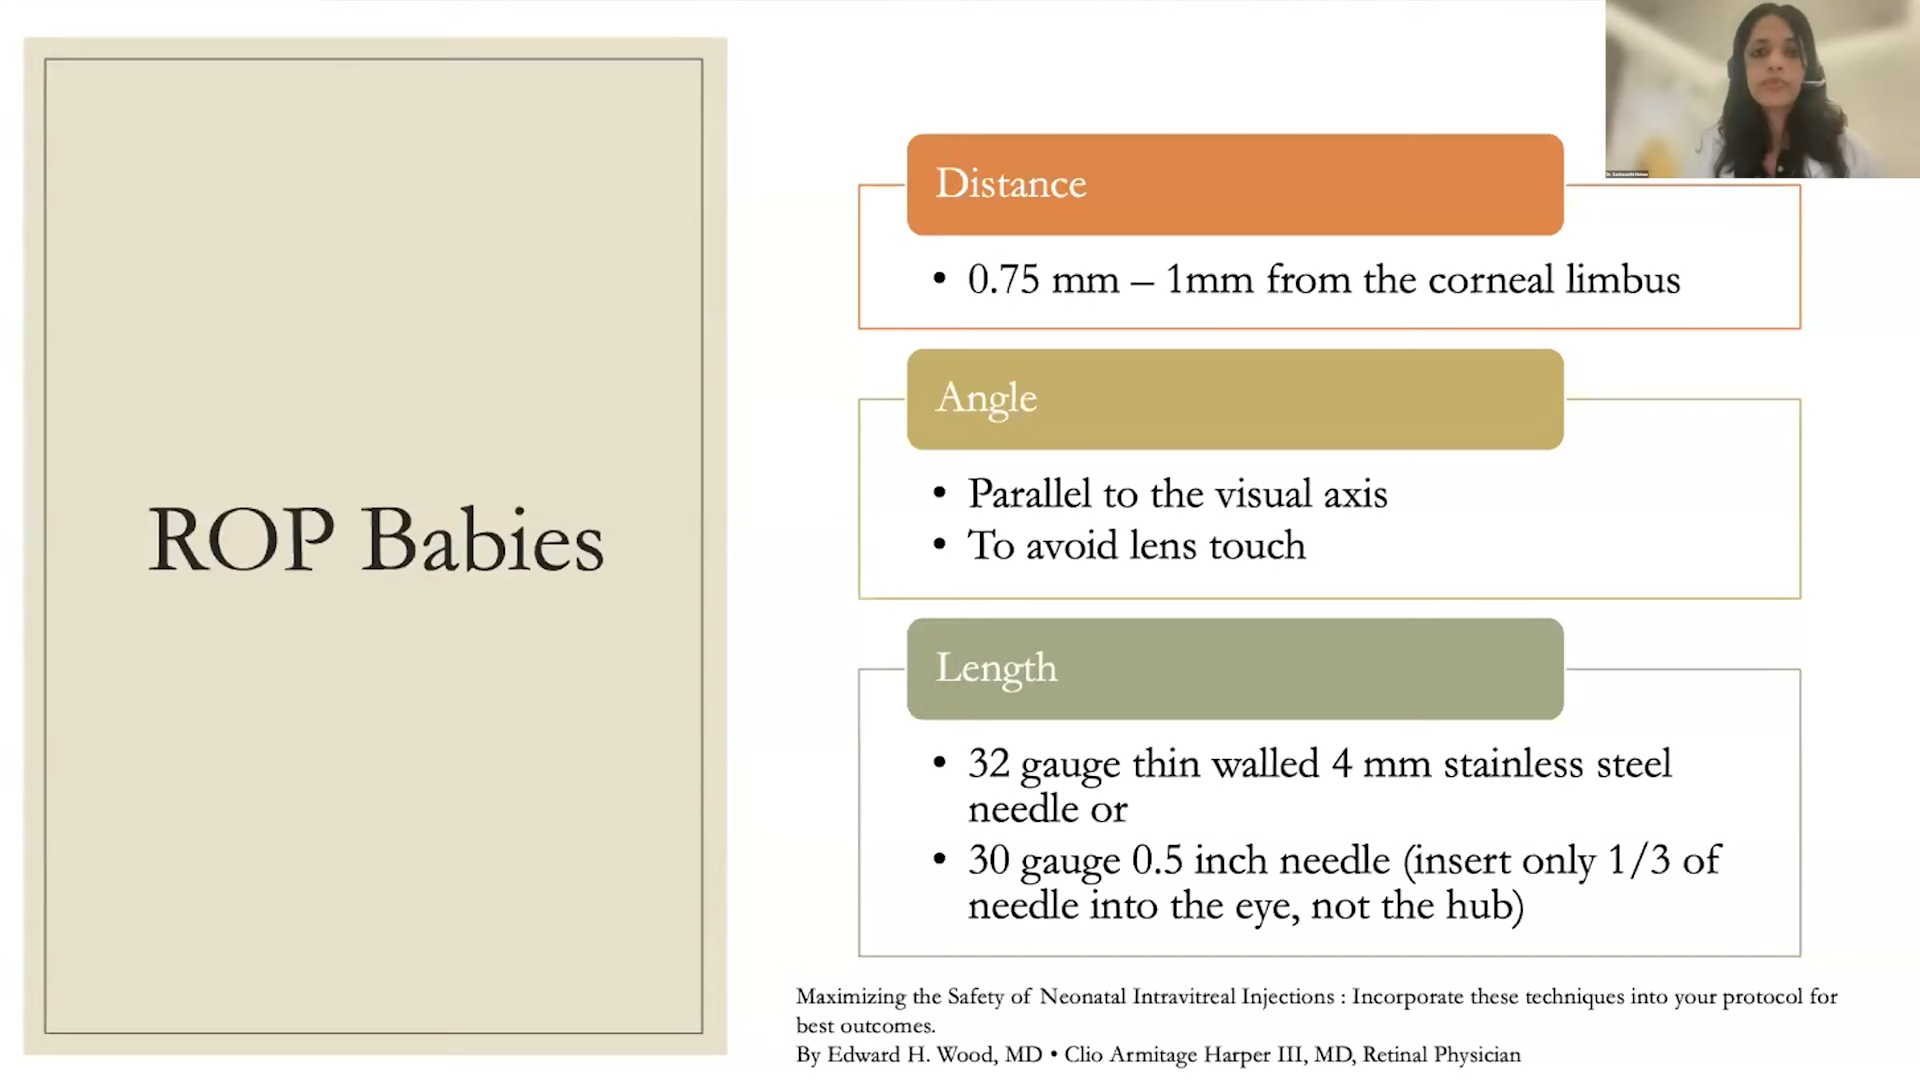 ROP Babies
Distance
• 0.75 mm – 1mm from the corneal limbus
Angle
• Parallel to the visual axis
• To avoid lens touch
Length
• 32 gauge thin walled 4 mm stainless steel
needle or
• 30 gauge 0.5 inch needle (insert only 1/3 of
needle into the eye, not the hub)
Maximizing the Safety of Neonatal Intravitreal Injections : Incorporate these techniques into your protocol for
best outcomes.
By Edward H. Wood, MD • Clio Armitage Harper III, MD, Retinal Physician